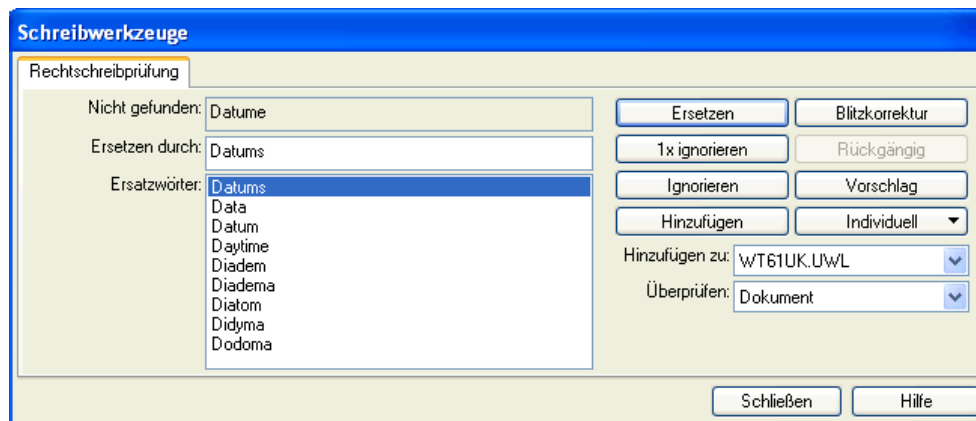 Schreibwerkzeuge
Rechtschreibprüfung
Nicht gefunden: Datume
Ersetzen durch: Datums
Ersatzwörter: Datums
Data
Datum
Daytime
Diadem
Diadema
Diatom
Didyma
Dodoma
Ersetzen Blitzkorrektur
1x ignorieren Rückgängig
Ignorieren Vorschlag
Hinzufügen Individuell
Hinzufügen zu: WT61UK.UWL
Überprüfen: Dokument
Schließen Hilfe